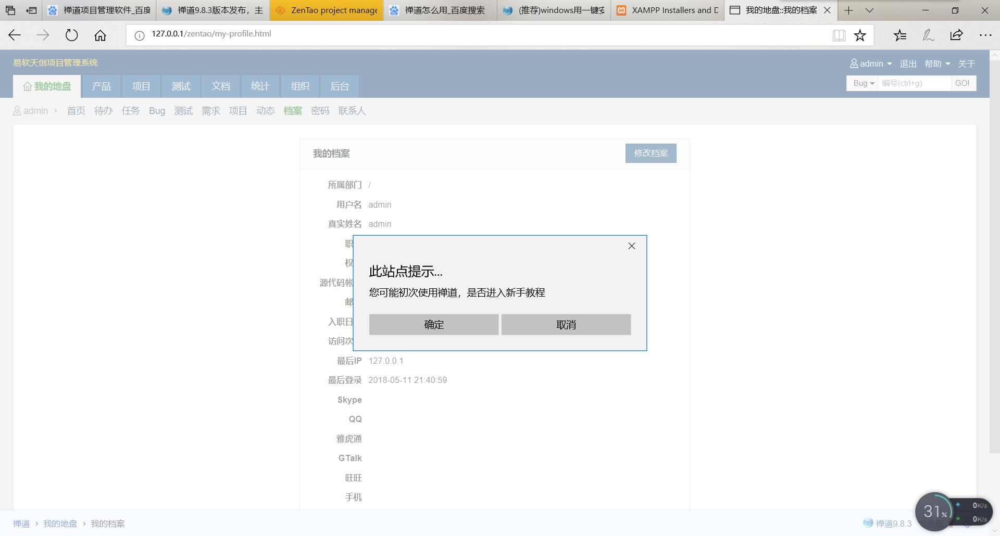 禅道项目管理软件_百度
禅道9.8.3版本发布，主
ZenTao project manage
禅道怎么用_百度搜索
(推荐)windows用一键安
XAMPP Installers and D
我的地盘::我的档案
127.0.0.1/zentao/my-profile.html
易软天创项目管理系统
admin 退出 帮助 关于
我的地盘 产品 项目 测试 文档 统计 组织 后台
Bug 编号(ctrl+g) GO!
admin 首页 待办 任务 Bug 测试 需求 项目 动态 档案 密码 联系人
我的档案 修改档案
所属部门 /
用户名 admin
真实姓名 admin
职
权
源代码帐
邮
入职日
访问次
此站点提示...
您可能初次使用禅道，是否进入新手教程
确定 取消
最后IP 127.0.0.1
最后登录 2018-05-11 21:40:59
Skype
QQ
雅虎通
GTalk
旺旺
手机
禅道 › 我的地盘 › 我的档案
禅道9.8.3 专业版
31%
0K/s
0K/s